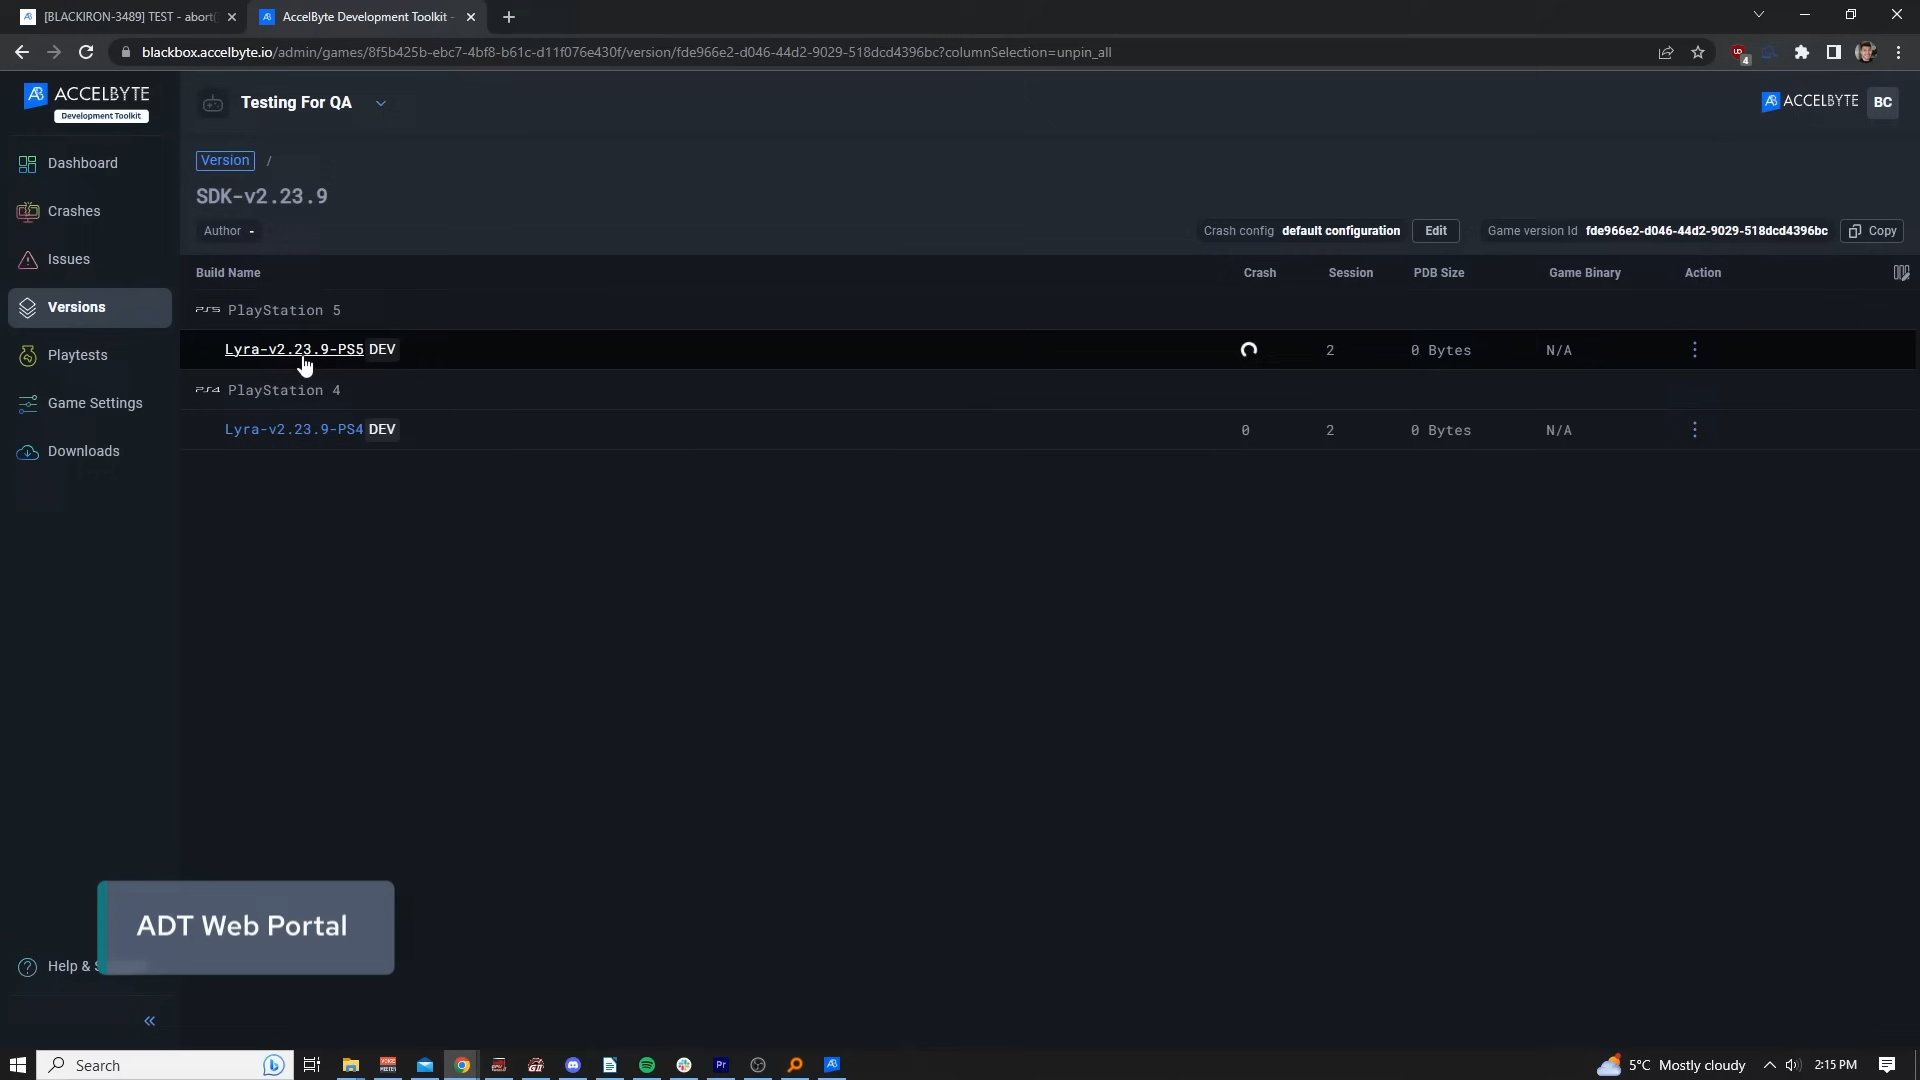 [BLACKIRON-3489] TEST - abort(
AccelByte Development Toolkit -
blackbox.accelbyte.io/admin/games/8f5b425b-ebc7-4bf8-b61c-d11f076e430f/version/fde966e2-d046-44d2-9029-518dcd4396bc?columnSelection=unpin_all
4
ACCELBYTE
Development Toolkit
Testing For QA
ACCELBYTE
BC
Dashboard
Crashes
Issues
Versions
Playtests
Game Settings
Downloads
Version /
SDK-v2.23.9
Author -
Crash config default configuration Edit
Game version Id fde966e2-d046-44d2-9029-518dcd4396bc Copy
Build Name Crash Session PDB Size Game Binary Action
PS5 PlayStation 5
Lyra-v2.23.9-PS5 DEV 2 0 Bytes N/A
PS4 PlayStation 4
Lyra-v2.23.9-PS4 DEV 0 2 0 Bytes N/A
ADT Web Portal
Help &
Search
5°C Mostly cloudy
2:15 PM